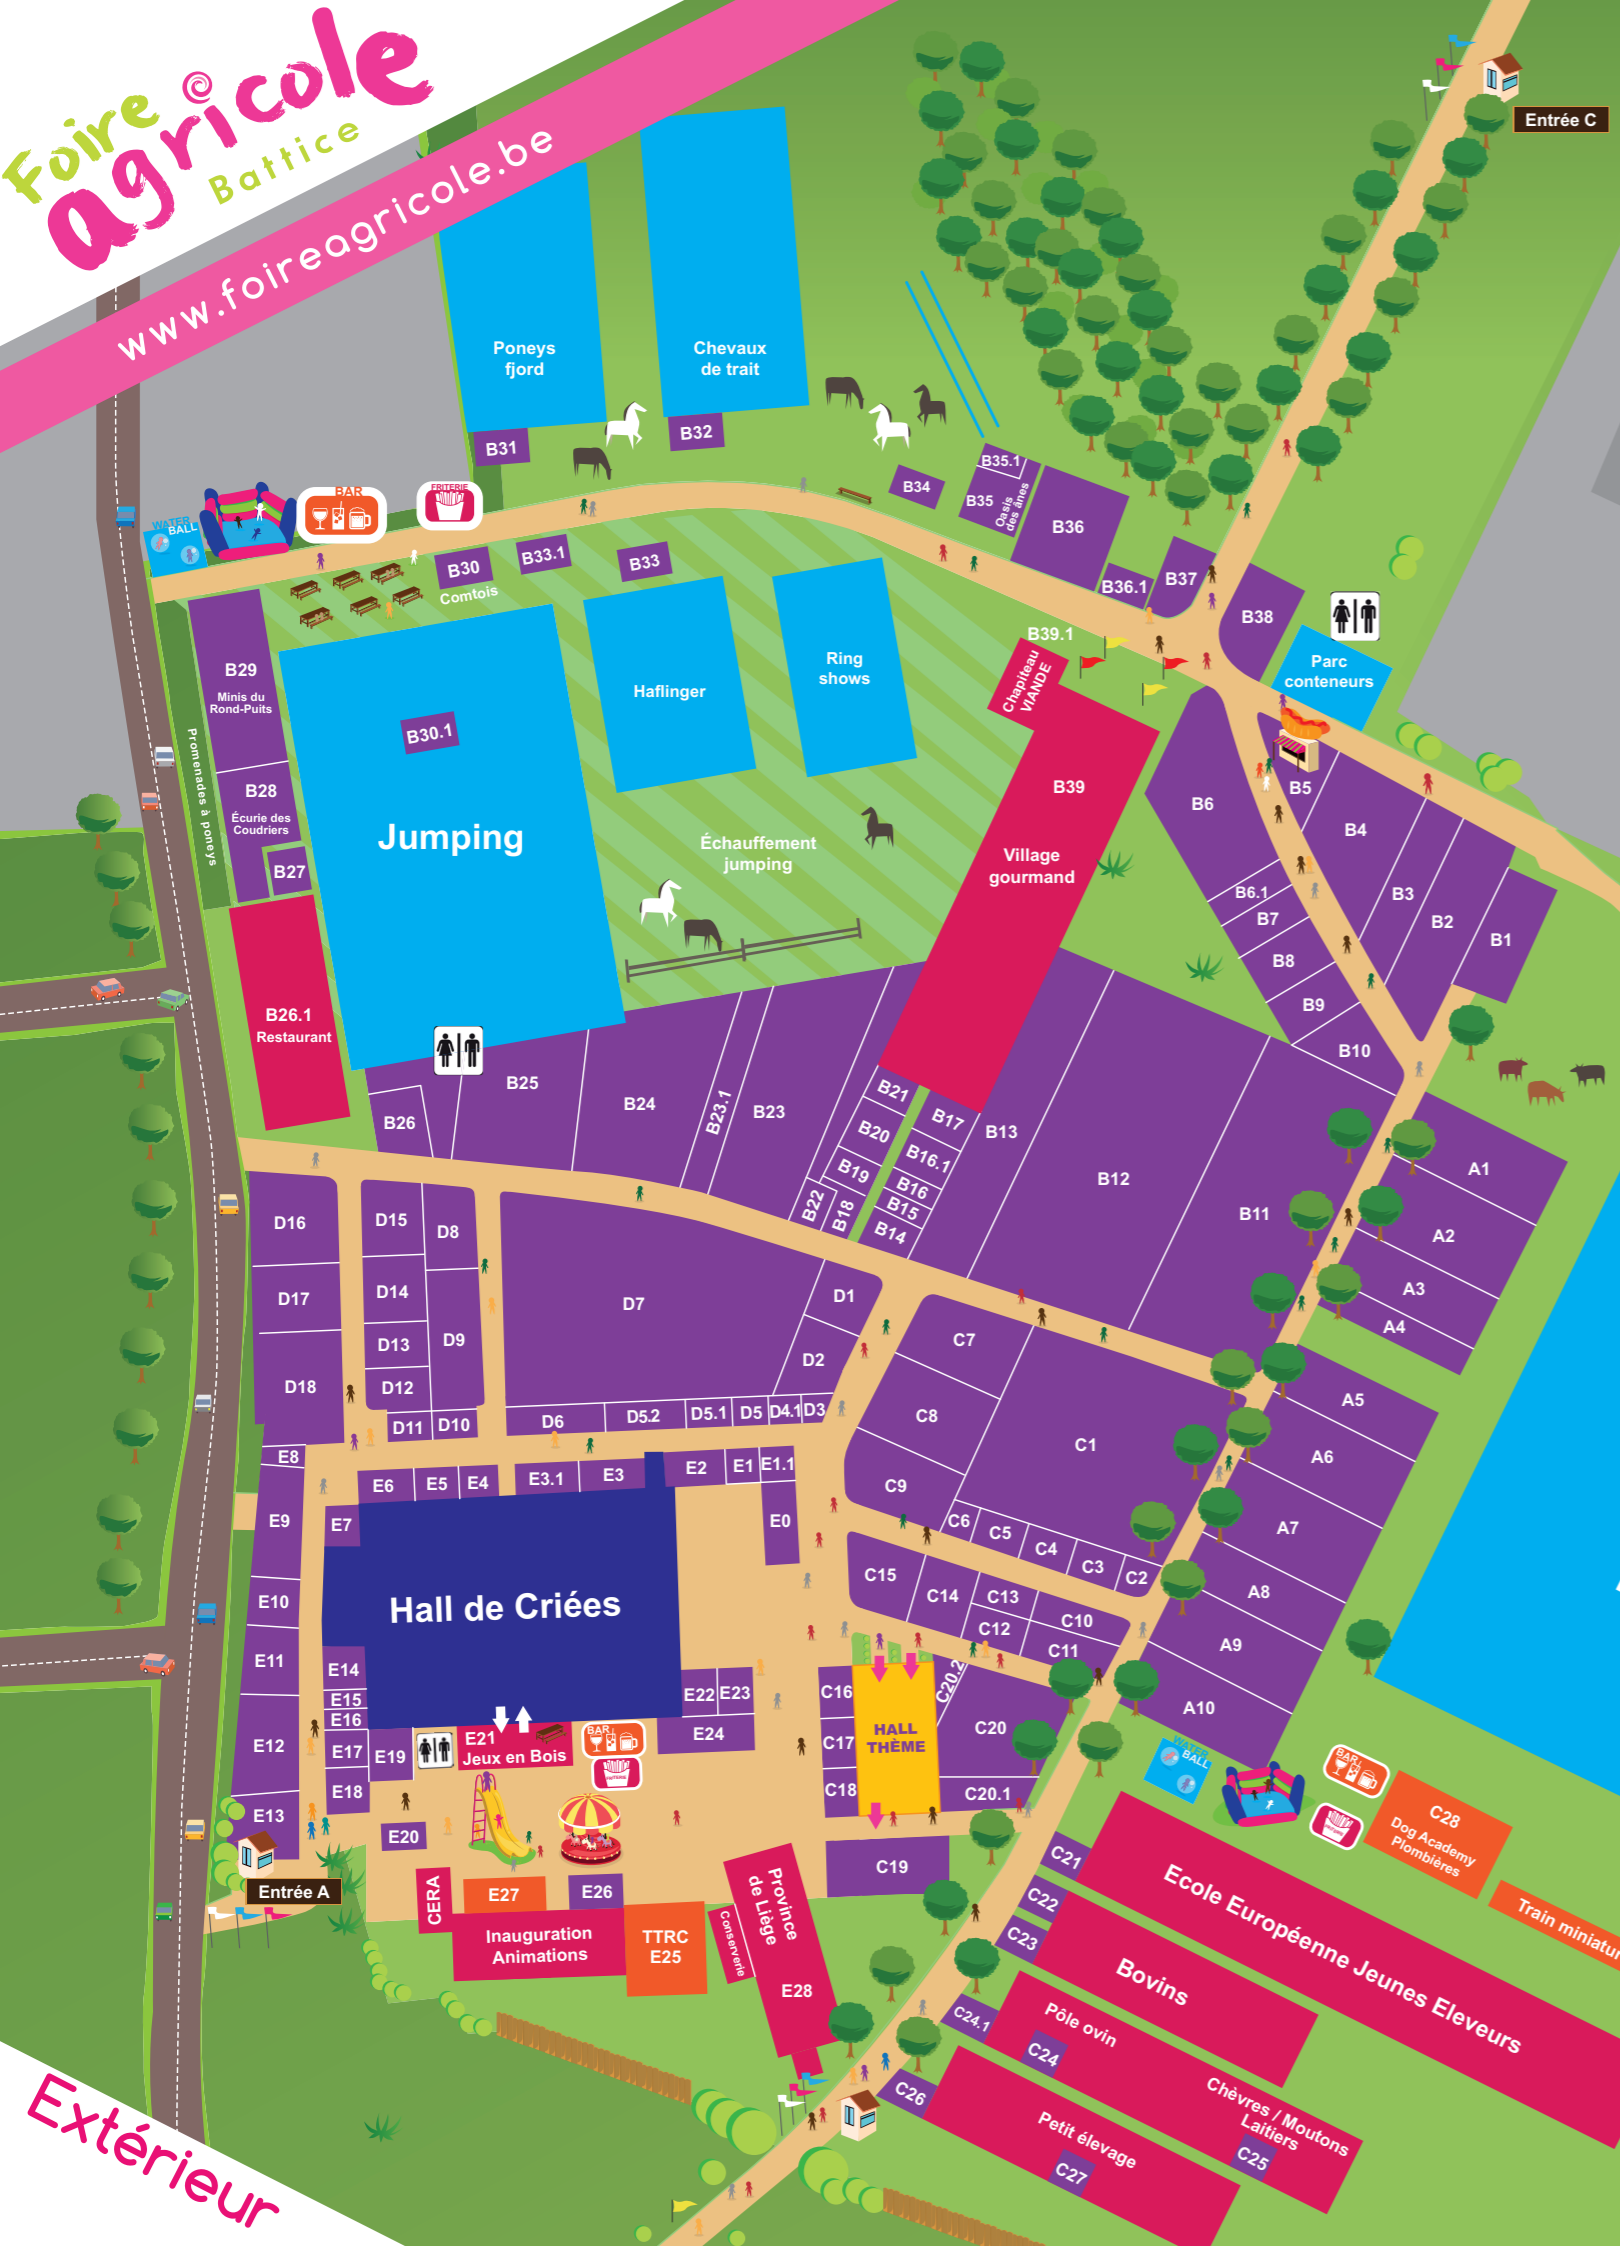 Foire
agricole
Battice
www.foireagricole.be
Entrée C
Poneys
fjord
Chevaux
de trait
B31
B32
B34
B35.1
B35
Oasis
des ânes
B36
B36.1
B37
B38
WATER
BALL
BAR
FRITERIE
B30
Comtois
B33.1
B33
B39.1
Chapiteau
VIANDE
Parc
conteneurs
B29
Minis du
Rond-Puits
Promenades à poneys
B28
Écurie des
Coudriers
B27
B30.1
Jumping
Haflinger
Ring
shows
Échauffement
jumping
B39
Village
gourmand
B6
B5
B4
B3
B2
B1
B6.1
B7
B8
B9
B10
B26.1
Restaurant
B26
B25
B24
B23.1
B23
B22
B21
B20
B19
B18
B17
B16.1
B16
B15
B14
B13
B12
B11
A1
A2
A3
A4
A5
A6
A7
A8
A9
A10
D16
D17
D18
D15
D14
D13
D12
D11
D10
D8
D9
D7
D1
D2
D6
D5.2
D5.1
D5
D4.1
D3
C7
C8
C9
C1
C6
C5
C4
C3
C2
C15
C14
C13
C12
C10
C11
E8
E9
E10
E11
E12
E13
E6
E5
E4
E3.1
E3
E2
E1
E1.1
E0
E7
Hall de Criées
E14
E15
E16
E17
E18
E19
E20
E21
Jeux en Bois
BAR
E22
E23
E24
C16
C17
C18
HALL
THÈME
C20.2
C20
C20.1
C19
Entrée A
CERA
E27
E26
Inauguration
Animations
TTRC
E25
Province
de Liège
Conserverie
E28
WATER
BALL
BAR
C28
Dog Academy
Plombières
Train miniatur
C21
Ecole Européenne Jeunes Eleveurs
C22
C23
Bovins
C24.1
Pôle ovin
C24
Chèvres / Moutons
Laitiers
C25
C26
Petit élevage
C27
Extérieur